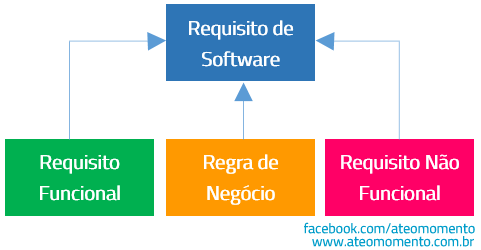 Requisito de
Software
Requisito
Funcional
Regra de
Negócio
Requisito Não
Funcional
facebook.com/ateomomento
www.ateomomento.com.br